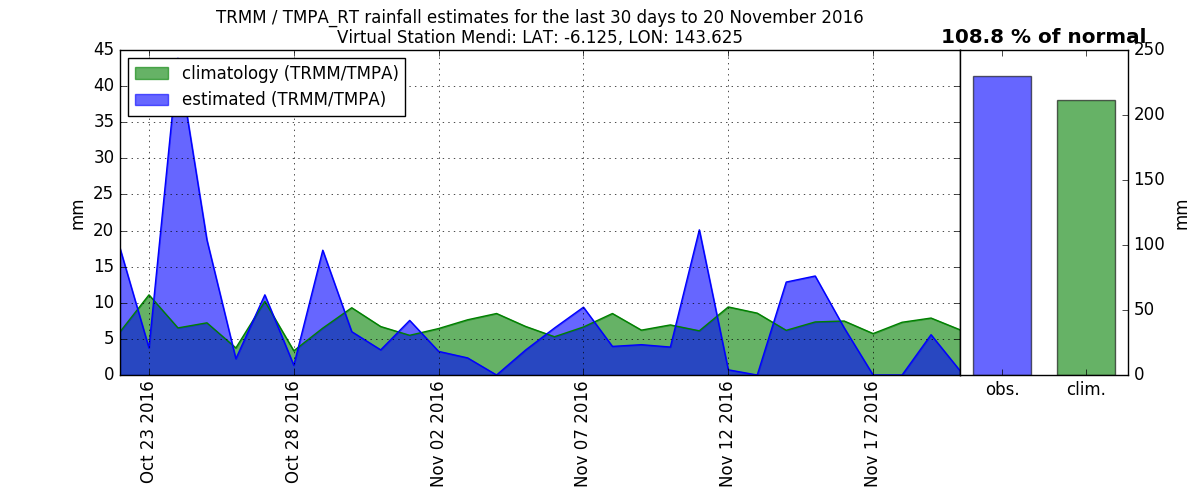 TRMM / TMPA_RT rainfall estimates for the last 30 days to 20 November 2016
Virtual Station Mendi: LAT: -6.125, LON: 143.625
108.8 % of normal
climatology (TRMM/TMPA)
estimated (TRMM/TMPA)
mm
45
40
35
30
25
20
15
10
5
0
Oct 23 2016
Oct 28 2016
Nov 02 2016
Nov 07 2016
Nov 12 2016
Nov 17 2016
250
200
150
100
50
0
mm
obs.
clim.